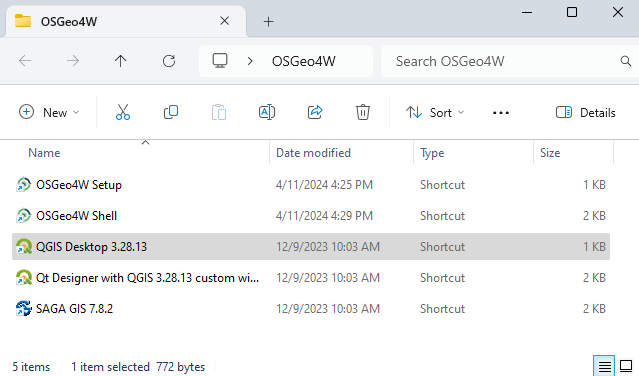 OSGeo4W
OSGeo4W Search OSGeo4W
New Sort Details
Name Date modified Type Size
OSGeo4W Setup 4/11/2024 4:25 PM Shortcut 1 KB
OSGeo4W Shell 4/11/2024 4:29 PM Shortcut 2 KB
QGIS Desktop 3.28.13 12/9/2023 10:03 AM Shortcut 1 KB
Qt Designer with QGIS 3.28.13 custom wi... 12/9/2023 10:03 AM Shortcut 2 KB
SAGA GIS 7.8.2 12/9/2023 10:03 AM Shortcut 2 KB
5 items 1 item selected 772 bytes